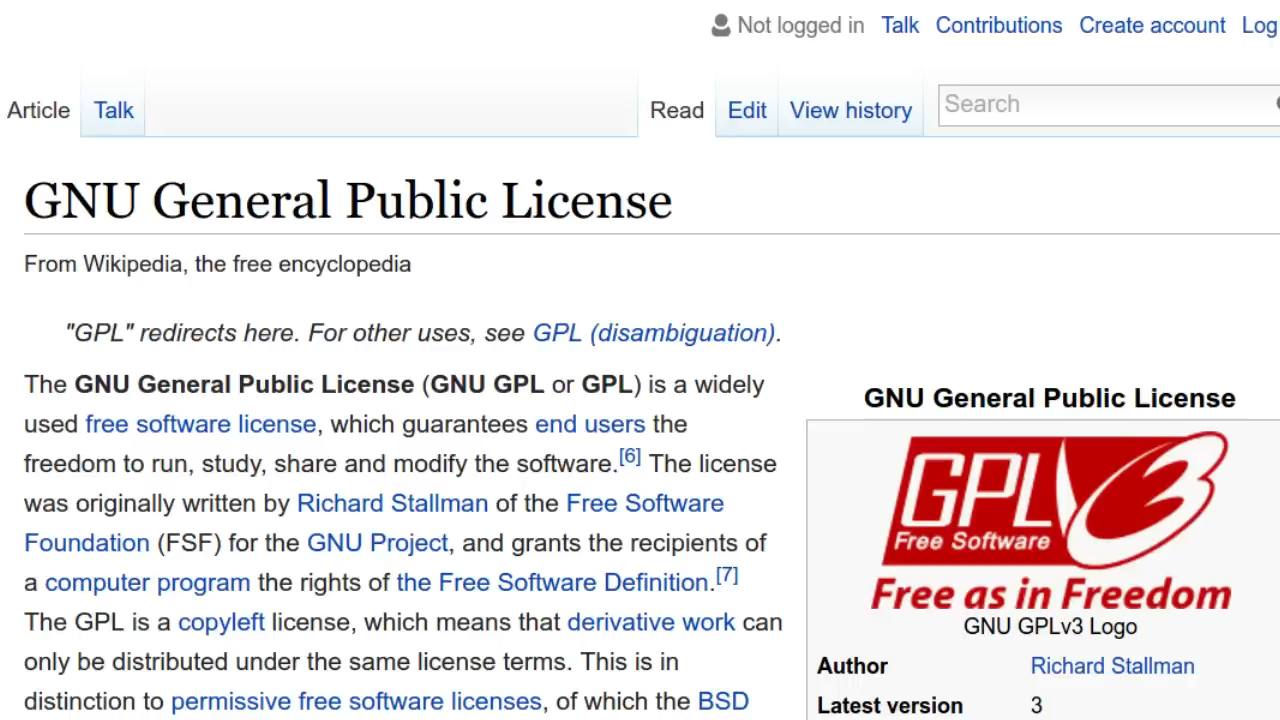 Not logged in Talk Contributions Create account Log
Article Talk Read Edit View history Search
GNU General Public License
From Wikipedia, the free encyclopedia
"GPL" redirects here. For other uses, see GPL (disambiguation).
The GNU General Public License (GNU GPL or GPL) is a widely
used free software license, which guarantees end users the
freedom to run, study, share and modify the software.[6] The license
was originally written by Richard Stallman of the Free Software
Foundation (FSF) for the GNU Project, and grants the recipients of
a computer program the rights of the Free Software Definition.[7]
The GPL is a copyleft license, which means that derivative work can
only be distributed under the same license terms. This is in
distinction to permissive free software licenses, of which the BSD
GNU General Public License
GPL 3
Free Software
Free as in Freedom
GNU GPLv3 Logo
Author Richard Stallman
Latest version 3